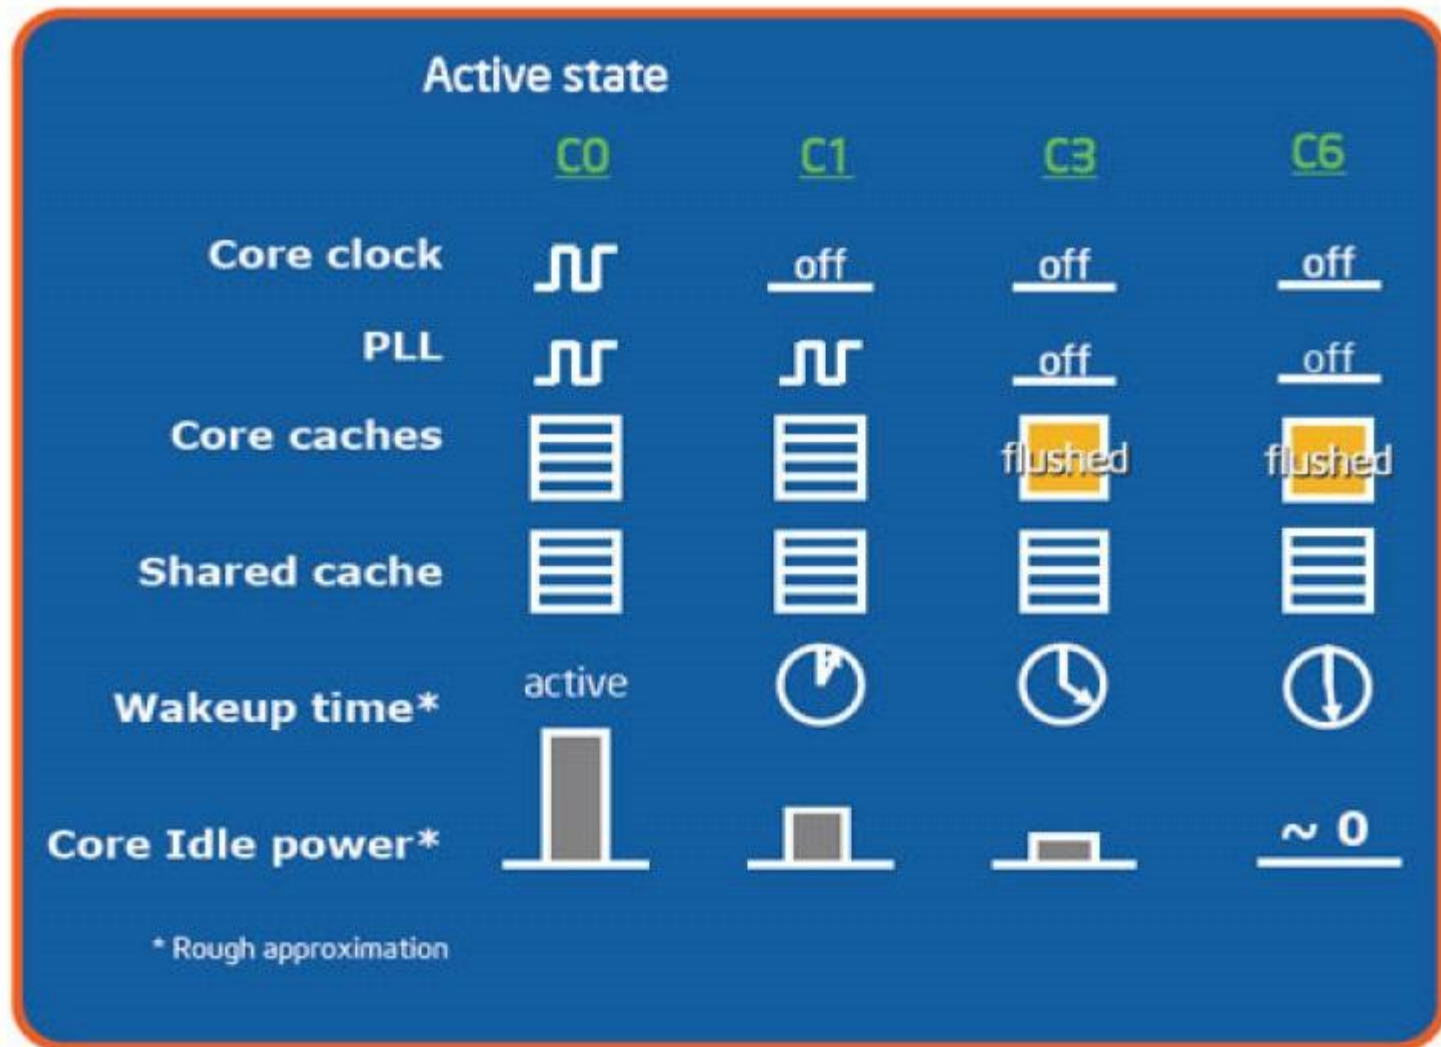 Active state
C0 C1 C3 C6
Core clock off off off
PLL off off
Core caches flushed flushed
Shared cache
Wakeup time* active
Core Idle power* ~ 0
* Rough approximation